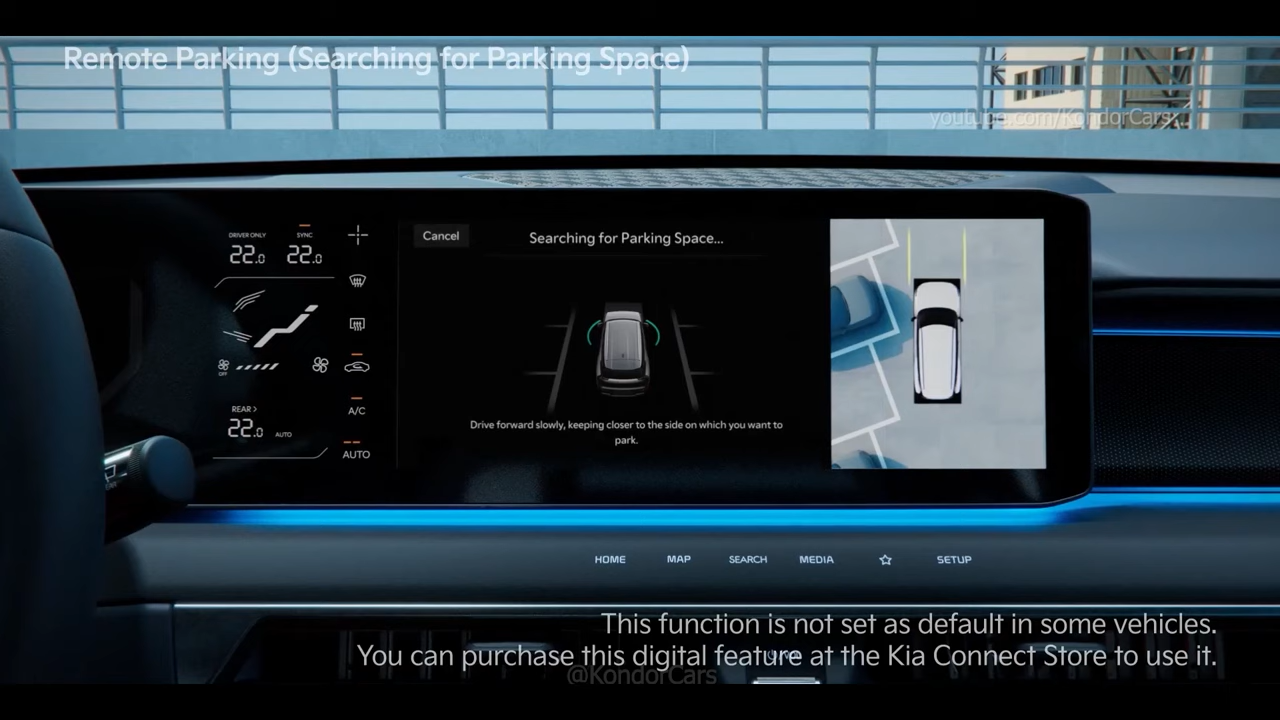 Remote Parking (Searching for Parking Space)
youtube.com/KondorCars
DRIVER ONLY
SYNC
22.0
22.0
Cancel
Searching for Parking Space...
OFF
A/C
REAR >
22.0
AUTO
AUTO
Drive forward slowly, keeping closer to the side on which you want to
park.
HOME
MAP
SEARCH
MEDIA
SETUP
This function is not set as default in some vehicles.
You can purchase this digital feature at the Kia Connect Store to use it.
@KondorCars